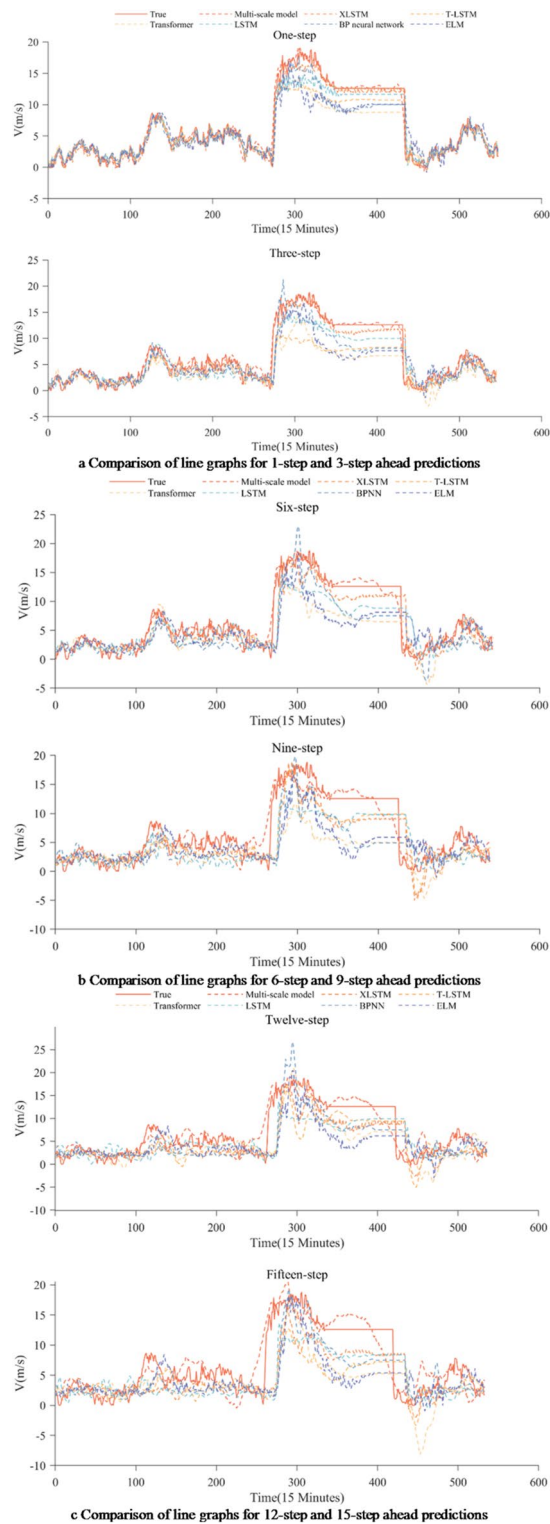 True Multi-scale model XLSTM T-LSTM
Transformer LSTM BP neural network ELM
One-step
20
15
10
5
0
-5
V(m/s)
0 100 200 300 400 500 600
Time(15 Minutes)
Three-step
25
20
15
10
5
0
-5
V(m/s)
0 100 200 300 400 500 600
Time(15 Minutes)
a Comparison of line graphs for 1-step and 3-step ahead predictions
True Multi-scale model XLSTM T-LSTM
Transformer LSTM BPNN ELM
Six-step
25
20
15
10
5
0
-5
V(m/s)
0 100 200 300 400 500 600
Time(15 Minutes)
Nine-step
20
15
10
5
0
-5
-10
V(m/s)
0 100 200 300 400 500 600
Time(15 Minutes)
b Comparison of line graphs for 6-step and 9-step ahead predictions
True Multi-scale model XLSTM T-LSTM
Transformer LSTM BPNN ELM
Twelve-step
25
20
15
10
5
0
-5
-10
V(m/s)
0 100 200 300 400 500 600
Time(15 Minutes)
Fifteen-step
20
15
10
5
0
-5
-10
V(m/s)
0 100 200 300 400 500 600
Time(15 Minutes)
c Comparison of line graphs for 12-step and 15-step ahead predictions